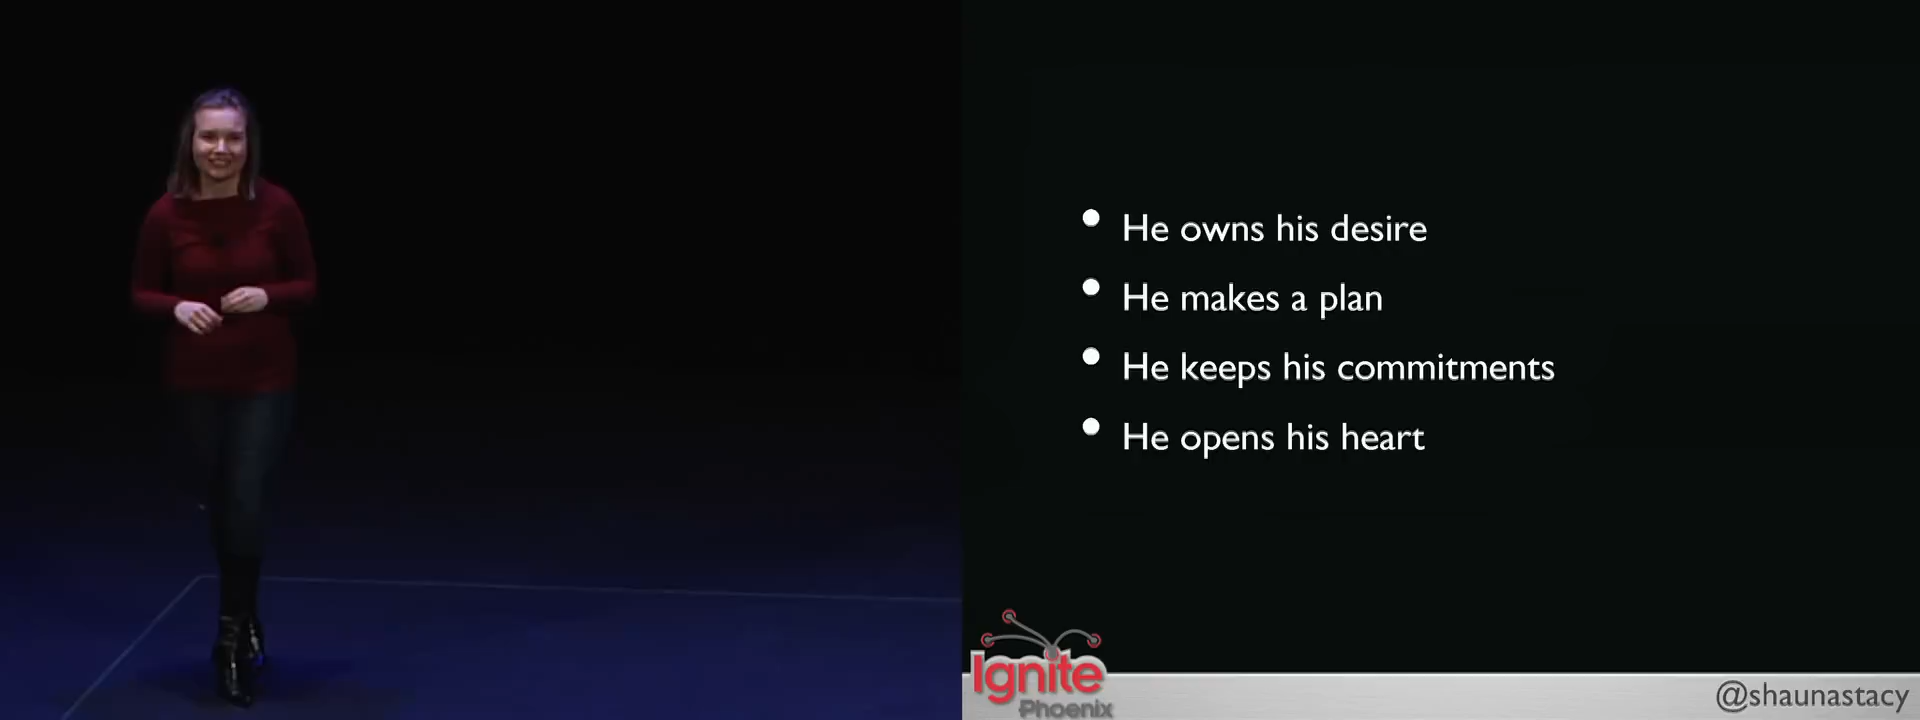 He owns his desire
He makes a plan
He keeps his commitments
He opens his heart
Ignite
Phoenix
@shaunastacy